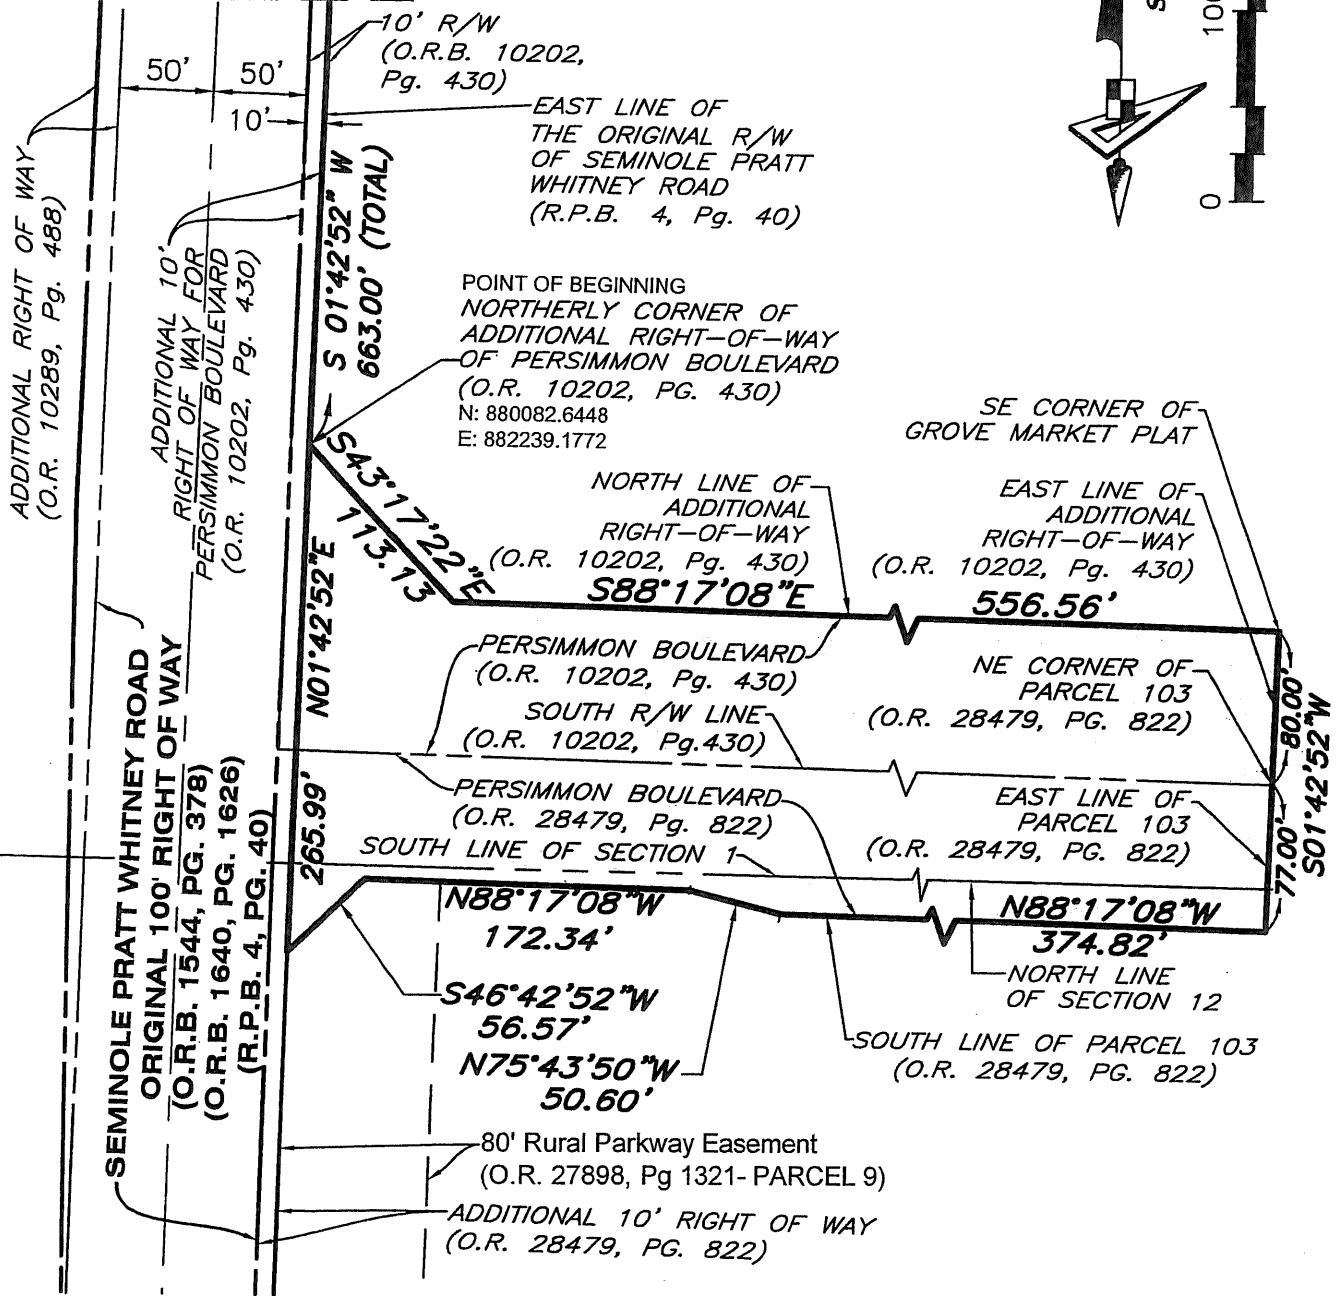 10' R/W
(O.R.B. 10202,
Pg. 430)
50'
50'
10'
EAST LINE OF
THE ORIGINAL R/W
OF SEMINOLE PRATT
WHITNEY ROAD
(R.P.B. 4, Pg. 40)
100
0
S
ADDITIONAL RIGHT OF WAY
(O.R. 10289, Pg. 488)
ADDITIONAL 10'
RIGHT OF WAY FOR
PERSIMMON BOULEVARD
(O.R. 10202, Pg. 430)
S 01°42'52" W
663.00' (TOTAL)
POINT OF BEGINNING
NORTHERLY CORNER OF
ADDITIONAL RIGHT-OF-WAY
OF PERSIMMON BOULEVARD
(O.R. 10202, PG. 430)
N: 880082.6448
E: 882239.1772
SE CORNER OF
GROVE MARKET PLAT
S43°17'22"E
113.13
NORTH LINE OF
ADDITIONAL
RIGHT-OF-WAY
(O.R. 10202, Pg. 430)
EAST LINE OF
ADDITIONAL
RIGHT-OF-WAY
(O.R. 10202, Pg. 430)
S88°17'08"E
556.56'
N01°42'52"E
265.99'
PERSIMMON BOULEVARD
(O.R. 10202, Pg. 430)
NE CORNER OF
PARCEL 103
(O.R. 28479, PG. 822)
80.00'
S01°42'52"W
77.00'
SOUTH R/W LINE
(O.R. 10202, Pg.430)
PERSIMMON BOULEVARD
(O.R. 28479, Pg. 822)
EAST LINE OF
PARCEL 103
(O.R. 28479, PG. 822)
SOUTH LINE OF SECTION 1
SEMINOLE PRATT WHITNEY ROAD
ORIGINAL 100' RIGHT OF WAY
(O.R.B. 1544, PG. 378)
(O.R.B. 1640, PG. 1626)
(R.P.B. 4, PG. 40)
N88°17'08"W
172.34'
N88°17'08"W
374.82'
NORTH LINE
OF SECTION 12
S46°42'52"W
56.57'
N75°43'50"W
50.60'
SOUTH LINE OF PARCEL 103
(O.R. 28479, PG. 822)
80' Rural Parkway Easement
(O.R. 27898, Pg 1321- PARCEL 9)
ADDITIONAL 10' RIGHT OF WAY
(O.R. 28479, PG. 822)